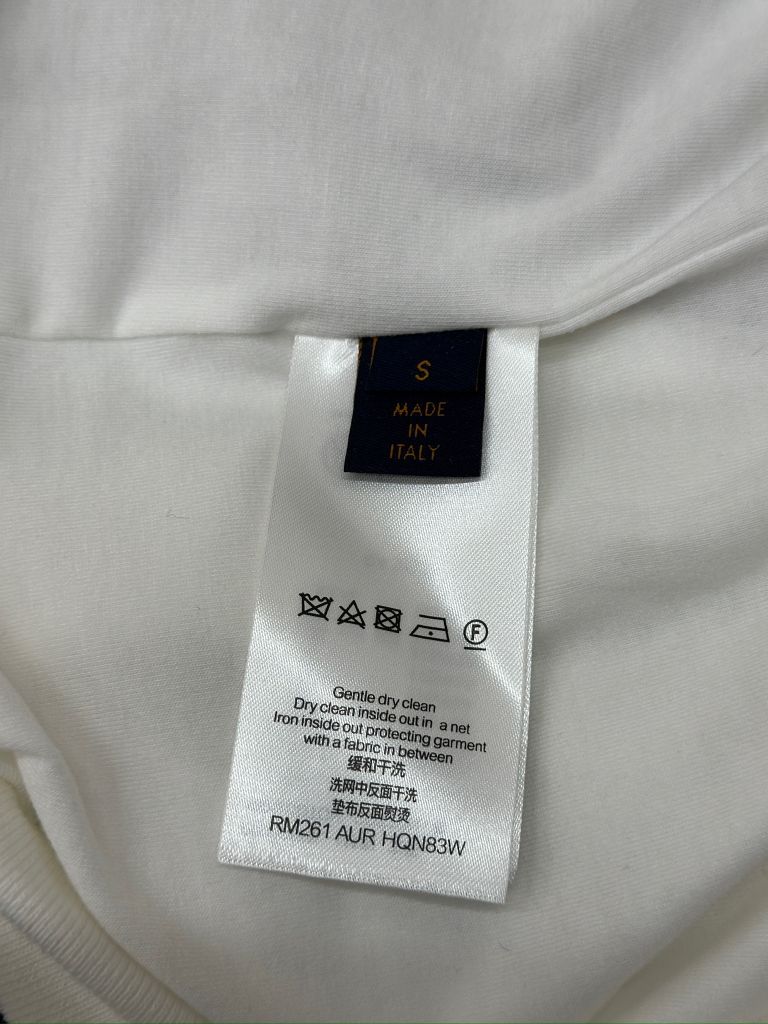 S
MADE
IN
ITALY
F
Gentle dry clean
Dry clean inside out in a net
Iron inside out protecting garment
with a fabric in between
缓和干洗
洗网中反面干洗
垫布反面熨烫
RM261 AUR HQN83W